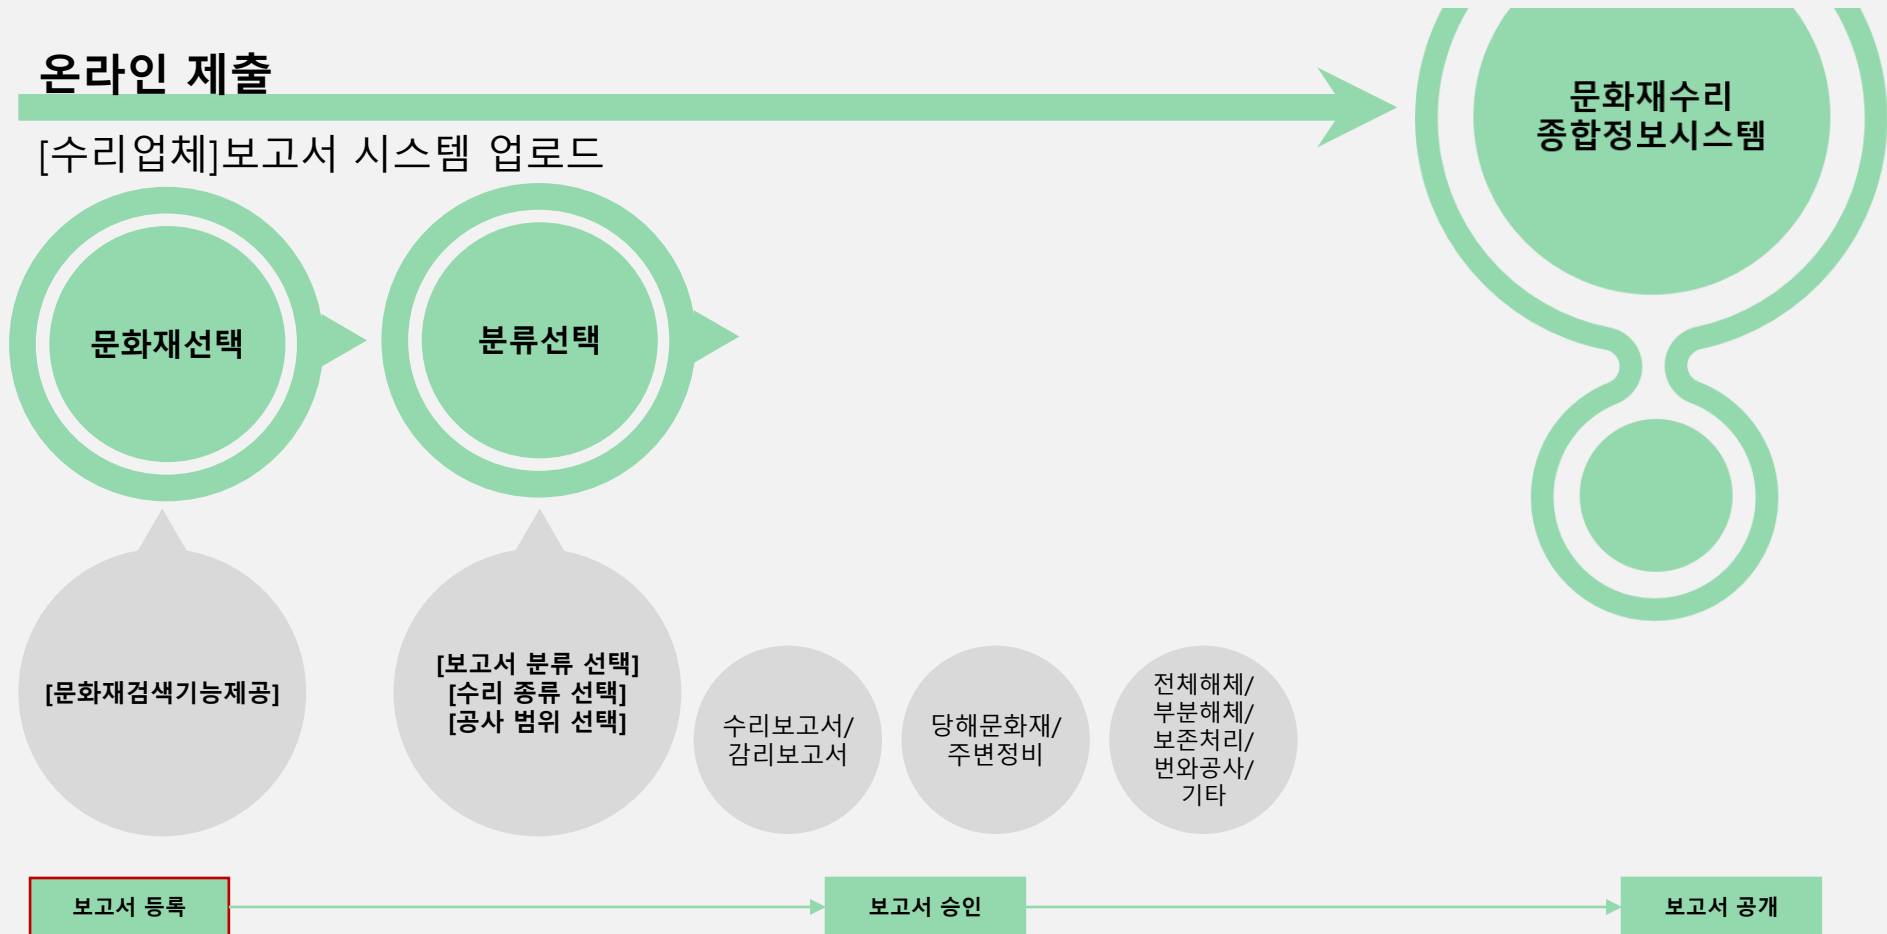 온라인 제출
[수리업체]보고서 시스템 업로드
문화재수리
종합정보시스템
문화재선택
분류선택
[문화재검색기능제공]
[보고서 분류 선택]
[수리 종류 선택]
[공사 범위 선택]
수리보고서/
감리보고서
당해문화재/
주변정비
전체해체/
부분해체/
보존처리/
번와공사/
기타
보고서 등록
보고서 승인
보고서 공개